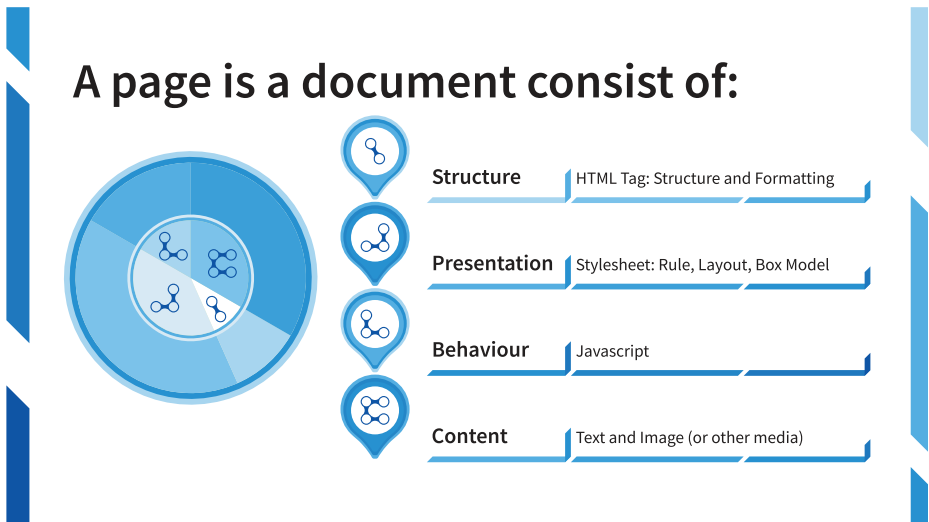 A page is a document consist of:
Structure
HTML Tag: Structure and Formatting
Presentation
Stylesheet: Rule, Layout, Box Model
Behaviour
Javascript
Content
Text and Image (or other media)